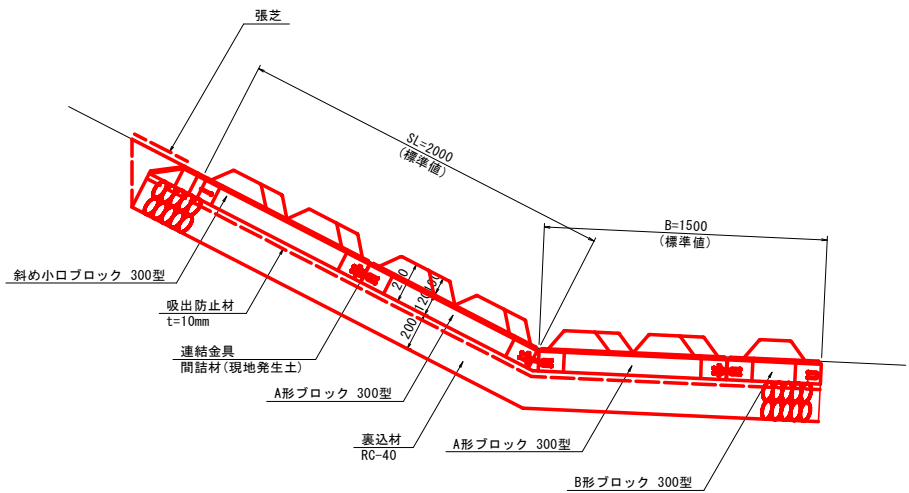 張芝
SL=2000
(標準値)
B=1500
(標準値)
斜め小口ブロック 300型
吸出防止材
t=10mm
200
連結金具
間詰材(現地発生土)
A形ブロック 300型
裏込材
RC-40
A形ブロック 300型
B形ブロック 300型